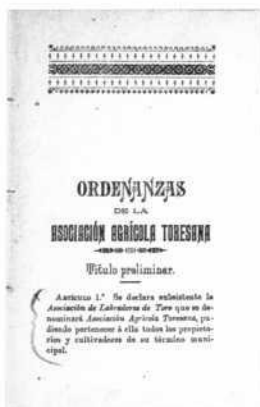 ORDENANZAS
DE LA
ASOCIACIÓN AGRÍCOLA TORESANA
Título preliminar.
Artículo 1.º Se declara subsistente la
Asociación de Labradores de Toro que se de-
nominará Asociación Agrícola Toresana, pu-
diendo pertenecer á ella todos los propieta-
rios y cultivadores de su término muni-
cipal.